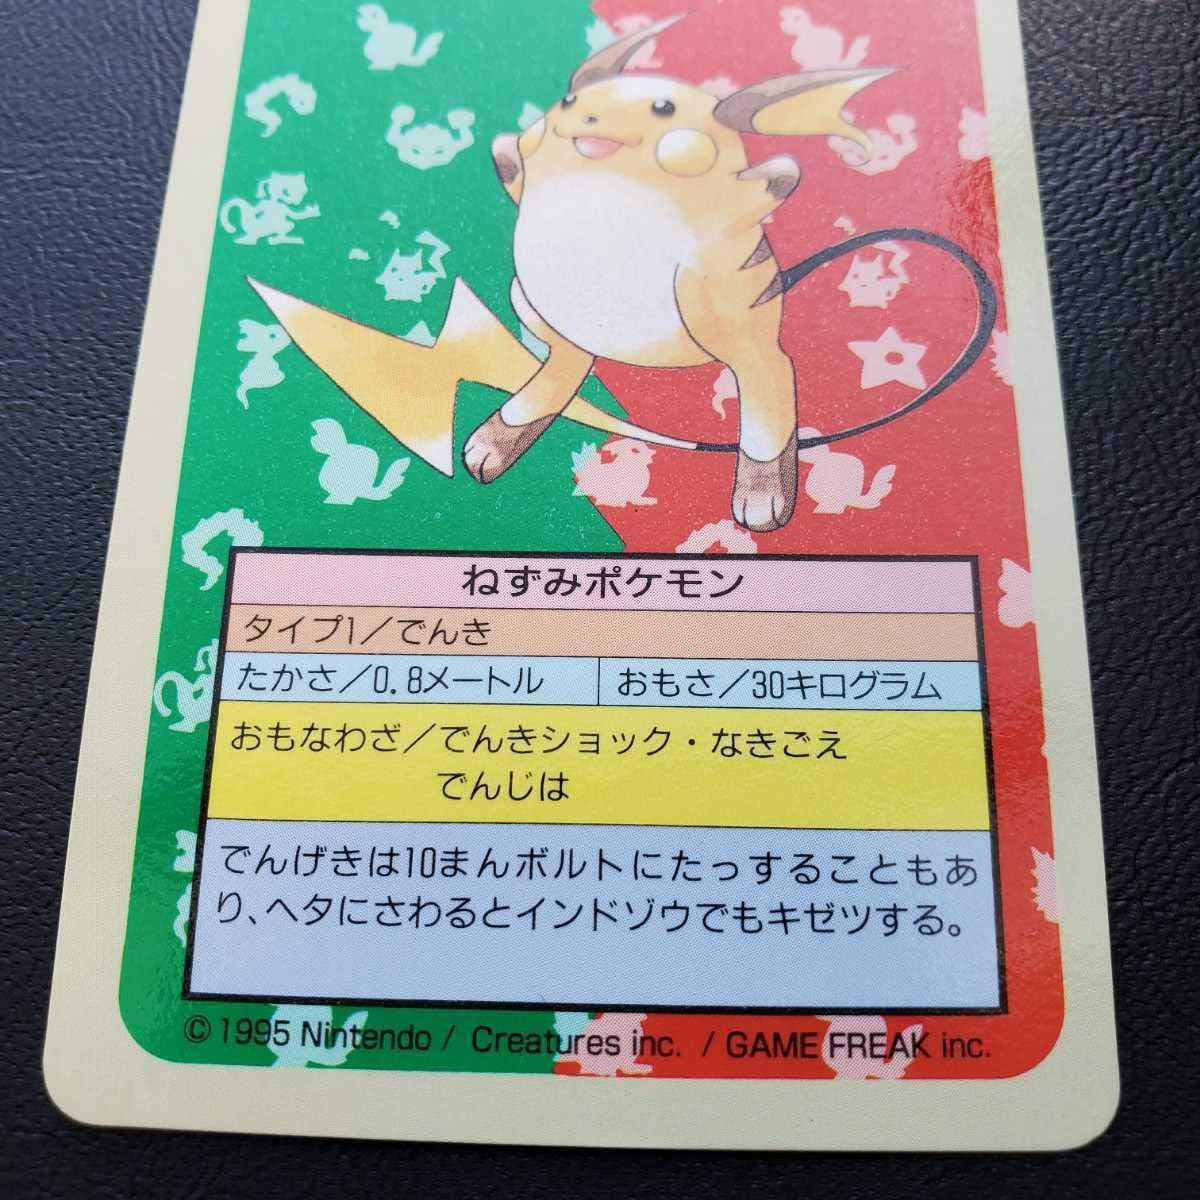 ねずみポケモン
タイプ1／でんき
たかさ／0.8メートル
おもさ／30キログラム
おもなわざ／でんきショック・なきごえ
でんじは
でんげきは10まんボルトにたっすることもあ
り、ヘタにさわるとインドゾウでもキゼツする。
© 1995 Nintendo / Creatures inc. / GAME FREAK inc.